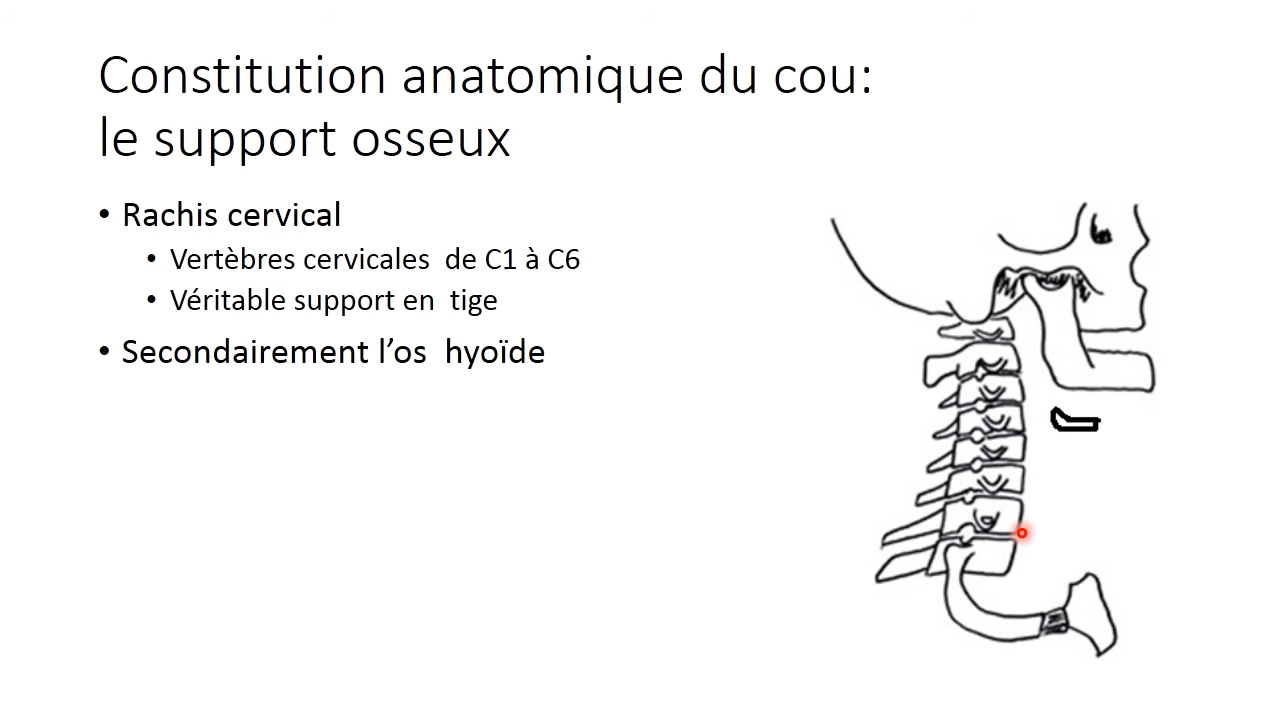 Constitution anatomique du cou:
le support osseux
• Rachis cervical
• Vertèbres cervicales de C1 à C6
• Véritable support en tige
• Secondairement l’os hyoïde